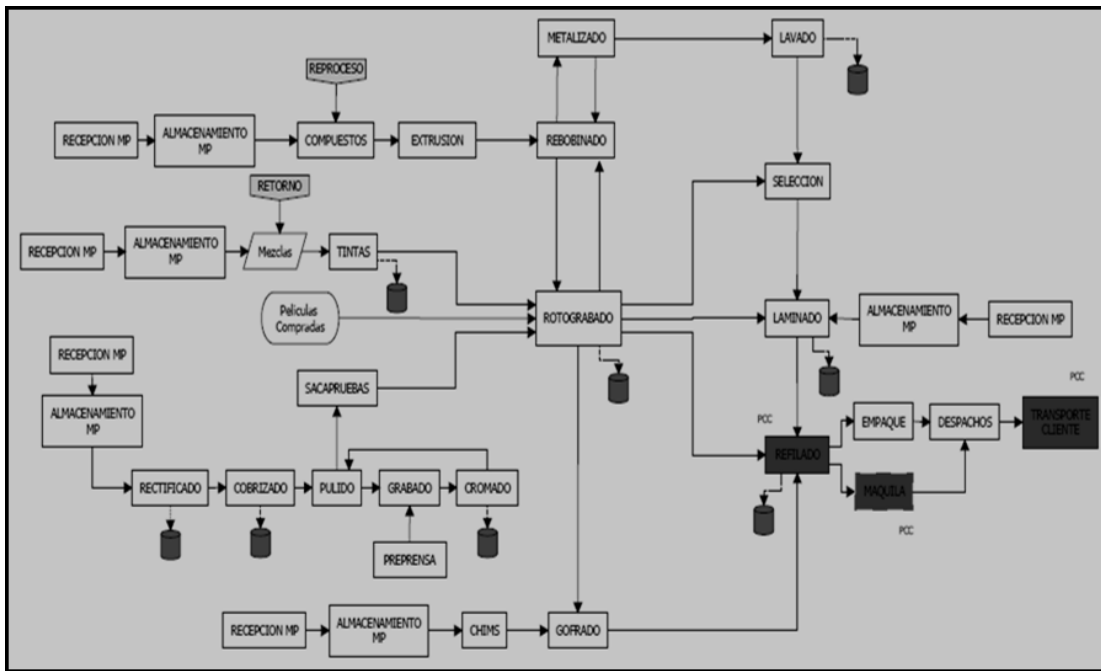 METALIZADO
LAVADO
REPROCESO
RECEPCION MP
ALMACENAMIENTO
MP
COMPUESTOS
EXTRUSION
REBOBINADO
RETORNO
SELECCION
RECEPCION MP
ALMACENAMIENTO
MP
Mezclas
TINTAS
Películas
Compradas
ROTOGRABADO
LAMINADO
ALMACENAMIENTO
MP
RECEPCION MP
RECEPCION MP
ALMACENAMIENTO
MP
SACAPRUEBAS
PCC
PCC
REFILADO
EMPAQUE
DESPACHOS
TRANSPORTE
CLIENTE
MAQUILA
PCC
RECTIFICADO
COBRIZADO
PULIDO
GRABADO
CROMADO
PREPRENSA
RECEPCION MP
ALMACENAMIENTO
MP
CHIMS
GOFRADO